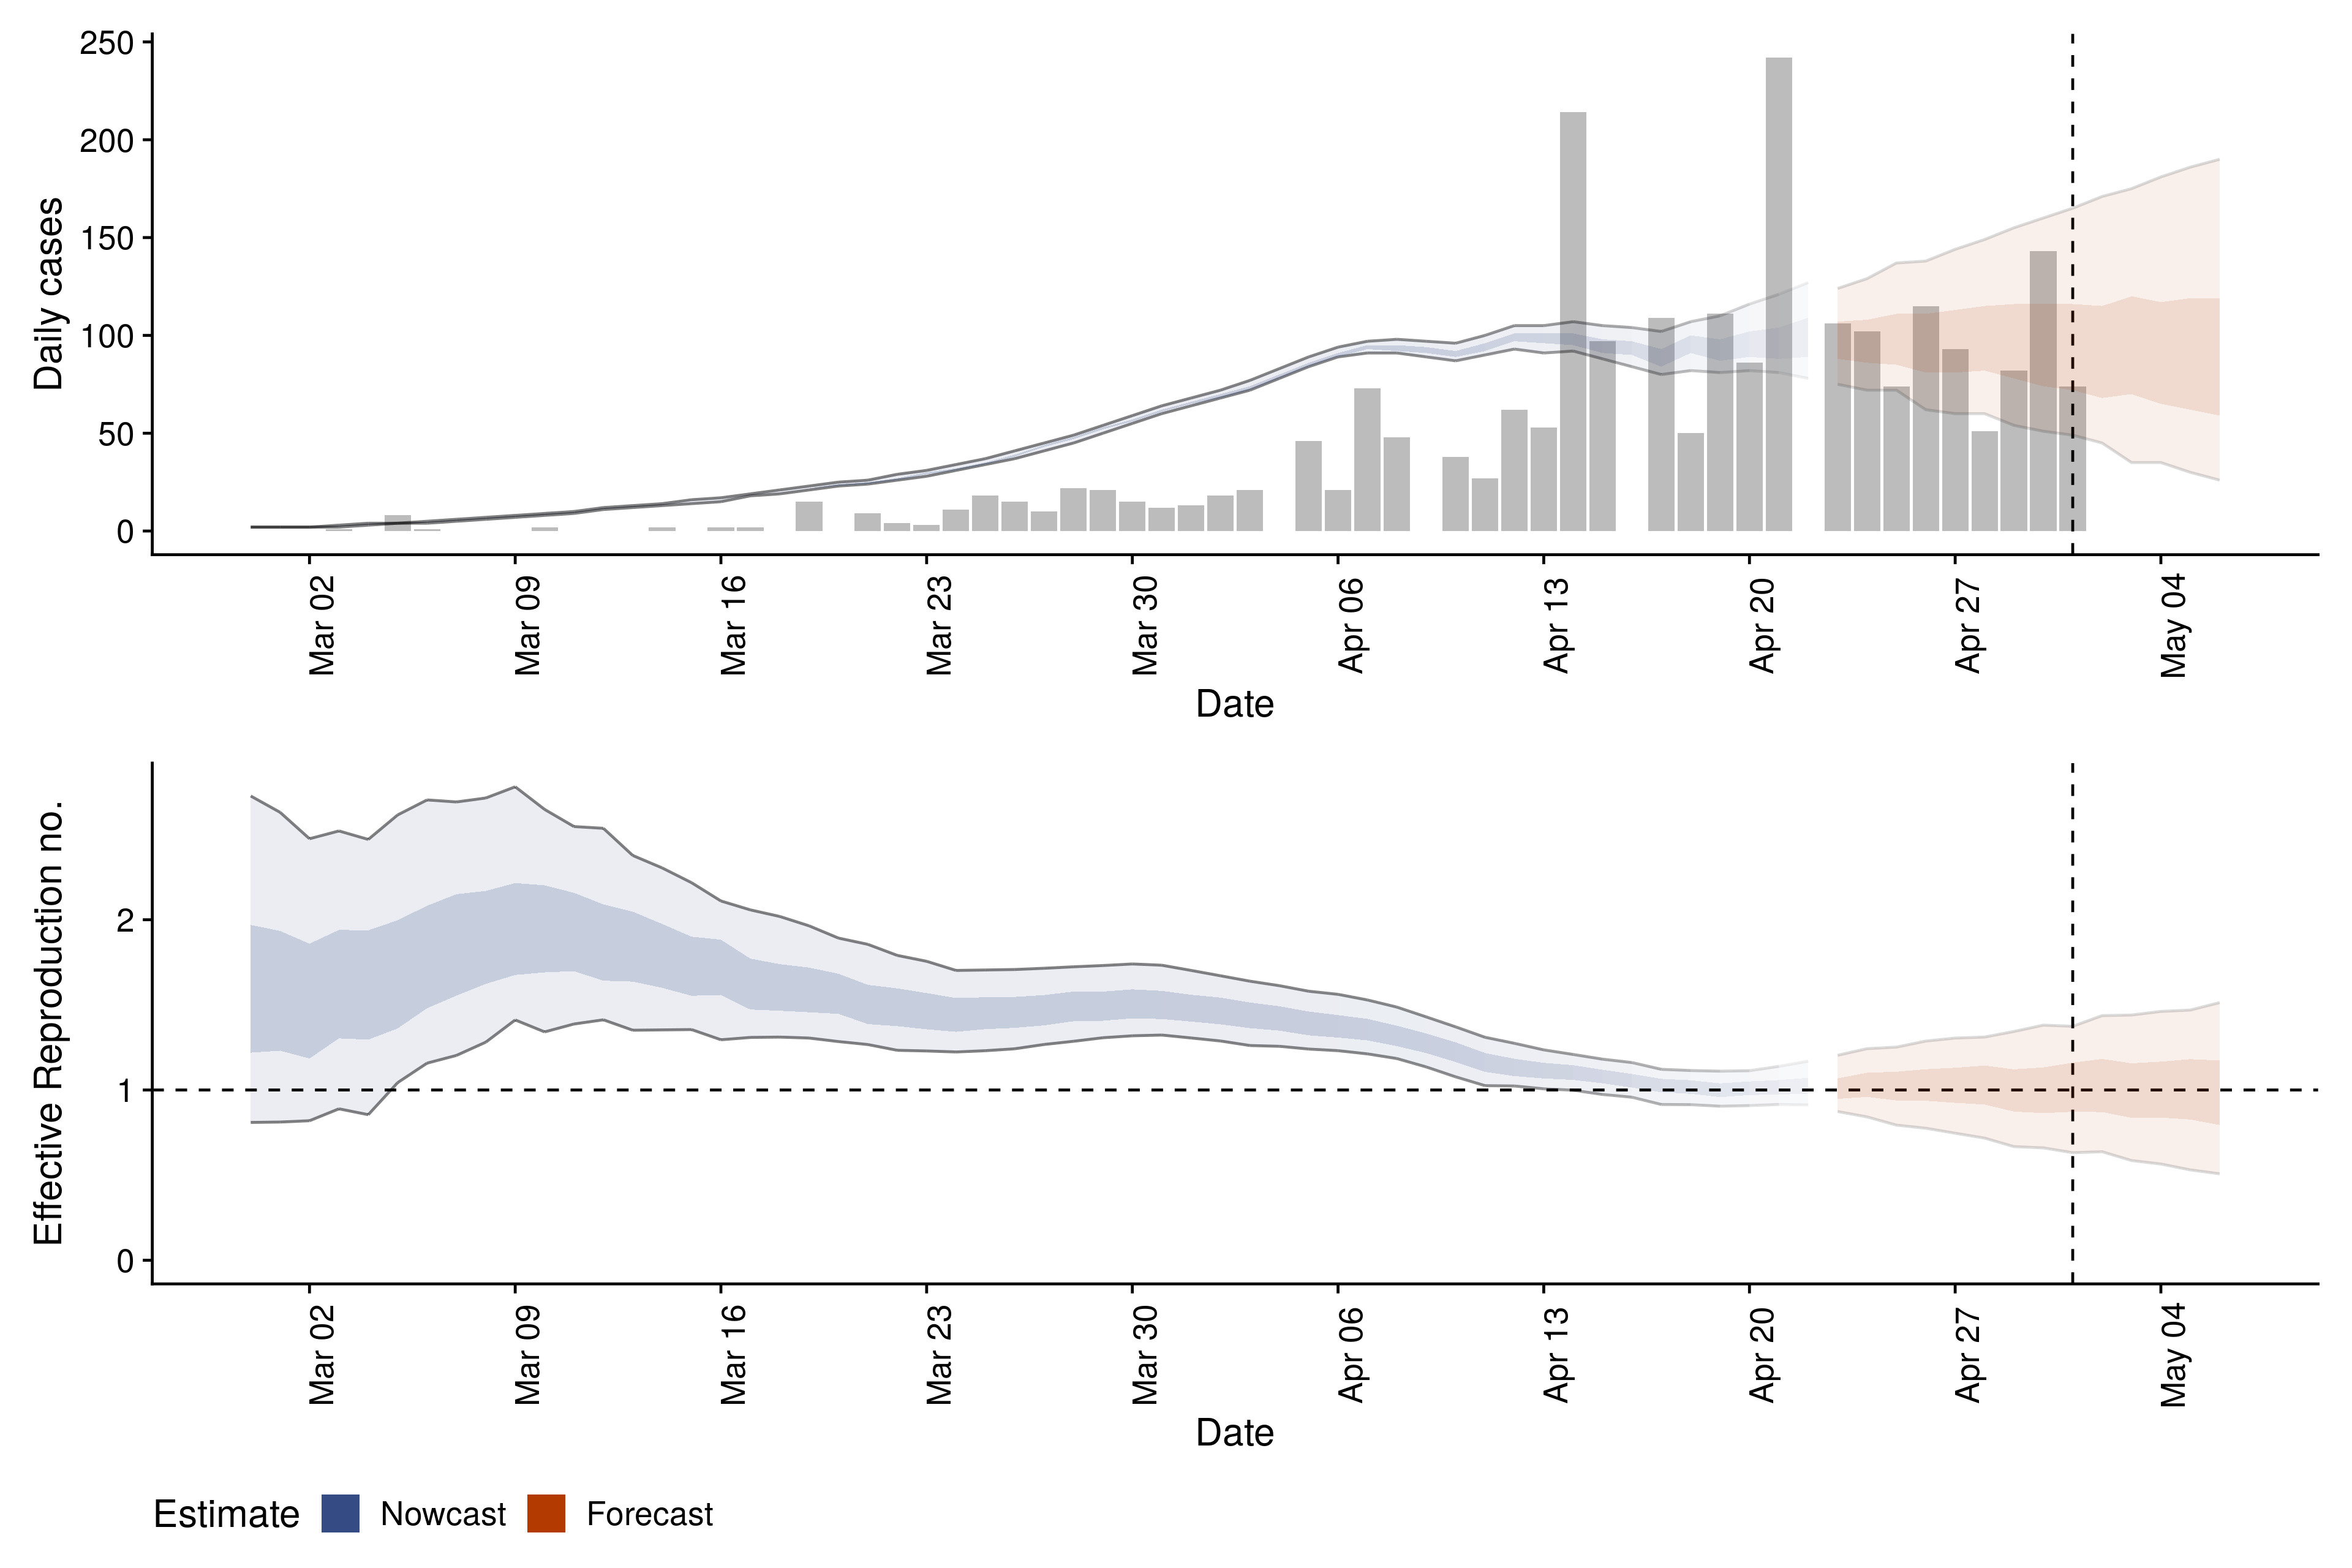 250
200
150
100
50
0
Daily cases
Mar 02
Mar 09
Mar 16
Mar 23
Mar 30
Apr 06
Apr 13
Apr 20
Apr 27
May 04
Date
2
1
0
Effective Reproduction no.
Mar 02
Mar 09
Mar 16
Mar 23
Mar 30
Apr 06
Apr 13
Apr 20
Apr 27
May 04
Date
Estimate Nowcast Forecast